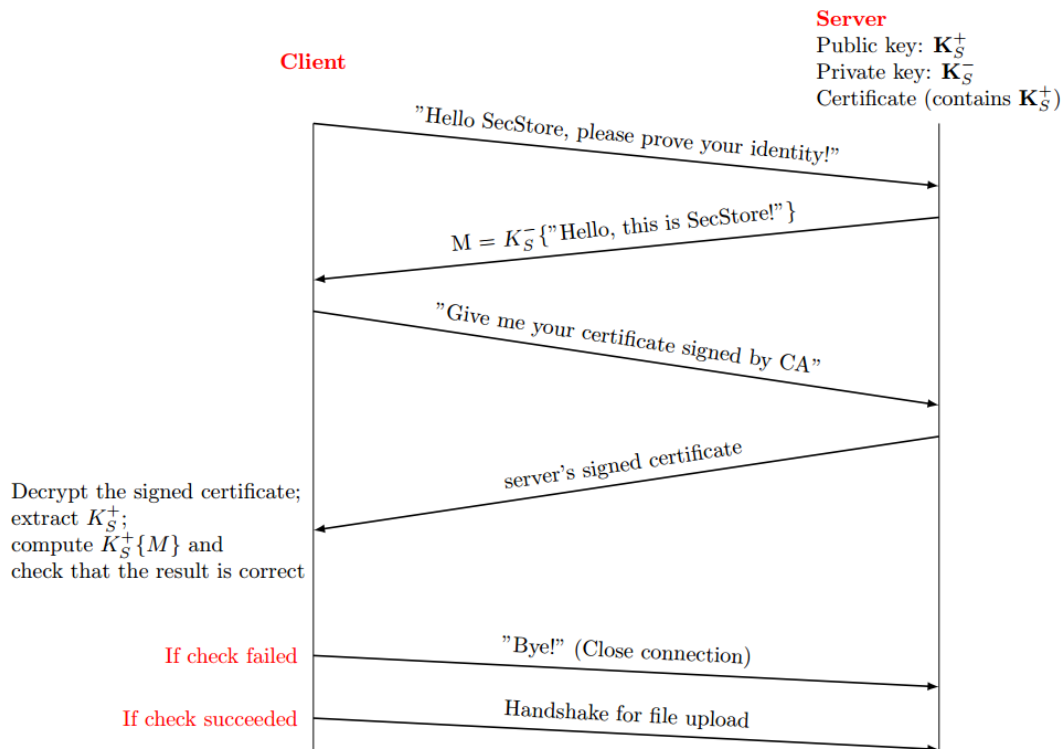 Server
Public key: K_S^+
Private key: K_S^-
Certificate (contains K_S^+)
Client
”Hello SecStore, please prove your identity!”
M = K_S^-{”Hello, this is SecStore!”}
”Give me your certificate signed by CA”
server’s signed certificate
Decrypt the signed certificate;
extract K_S^+;
compute K_S^+{M} and
check that the result is correct
If check failed
”Bye!” (Close connection)
If check succeeded
Handshake for file upload